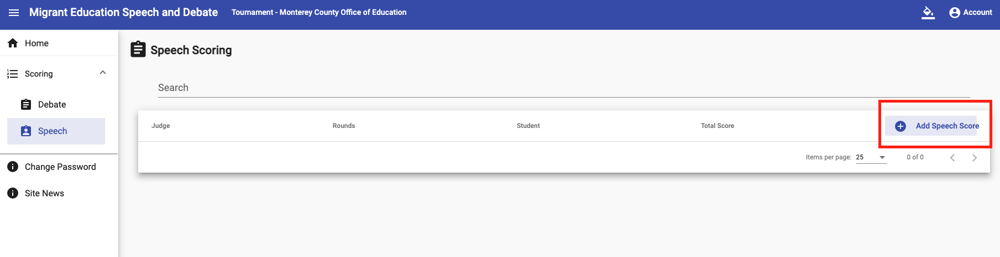 Migrant Education Speech and Debate Tournament - Monterey County Office of Education Account
Home
Scoring
Debate
Speech
Change Password
Site News
Speech Scoring
Search
Judge Rounds Student Total Score Add Speech Score
Items per page: 25 0 of 0